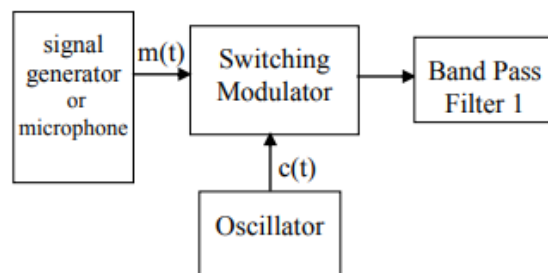 signal
generator
or
microphone
m(t)
Switching
Modulator
Band Pass
Filter 1
c(t)
Oscillator